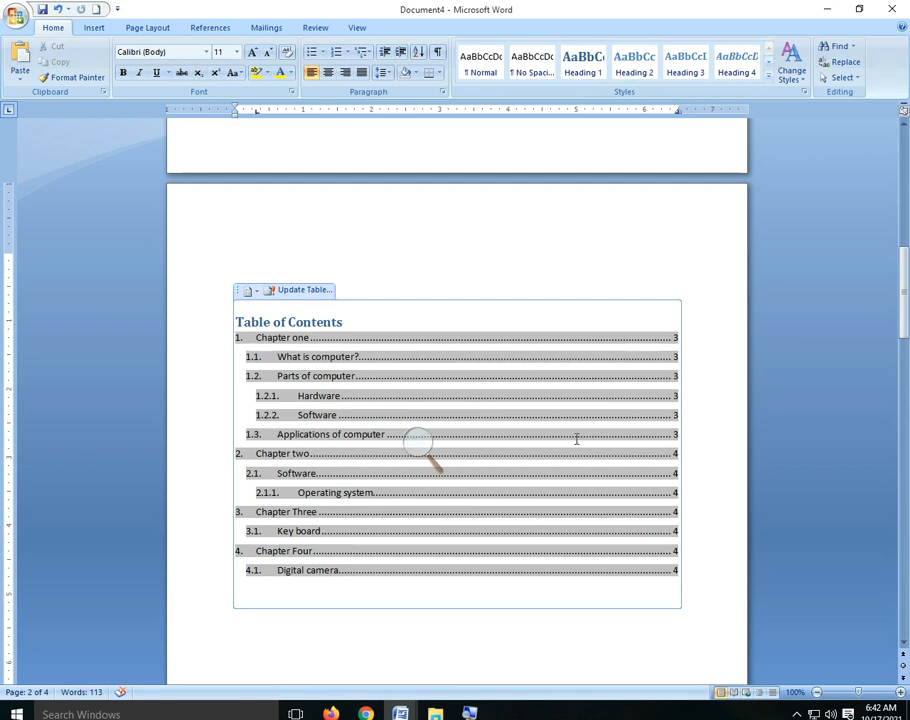 Document4 - Microsoft Word
Home Insert Page Layout References Mailings Review View
Paste
Cut
Copy
Format Painter
Clipboard
Calibri (Body) 11
Font
Paragraph
AaBbCcDc AaBbCcDc AaBbCc AaBbCc AaBbCcI AaBbCcL
¶ Normal ¶ No Spaci... Heading 1 Heading 2 Heading 3 Heading 4
Change Styles
Styles
Find
Replace
Select
Editing
Update Table...
Table of Contents
1. Chapter one 3
1.1. What is computer? 3
1.2. Parts of computer 3
1.2.1. Hardware 3
1.2.2. Software 3
1.3. Applications of computer 3
2. Chapter two 4
2.1. Software 4
2.1.1. Operating system 4
3. Chapter Three 4
3.1. Key board 4
4. Chapter Four 4
4.1. Digital camera 4
Page: 2 of 4 Words: 113 100%
Search Windows
6:42 AM
10/17/2021